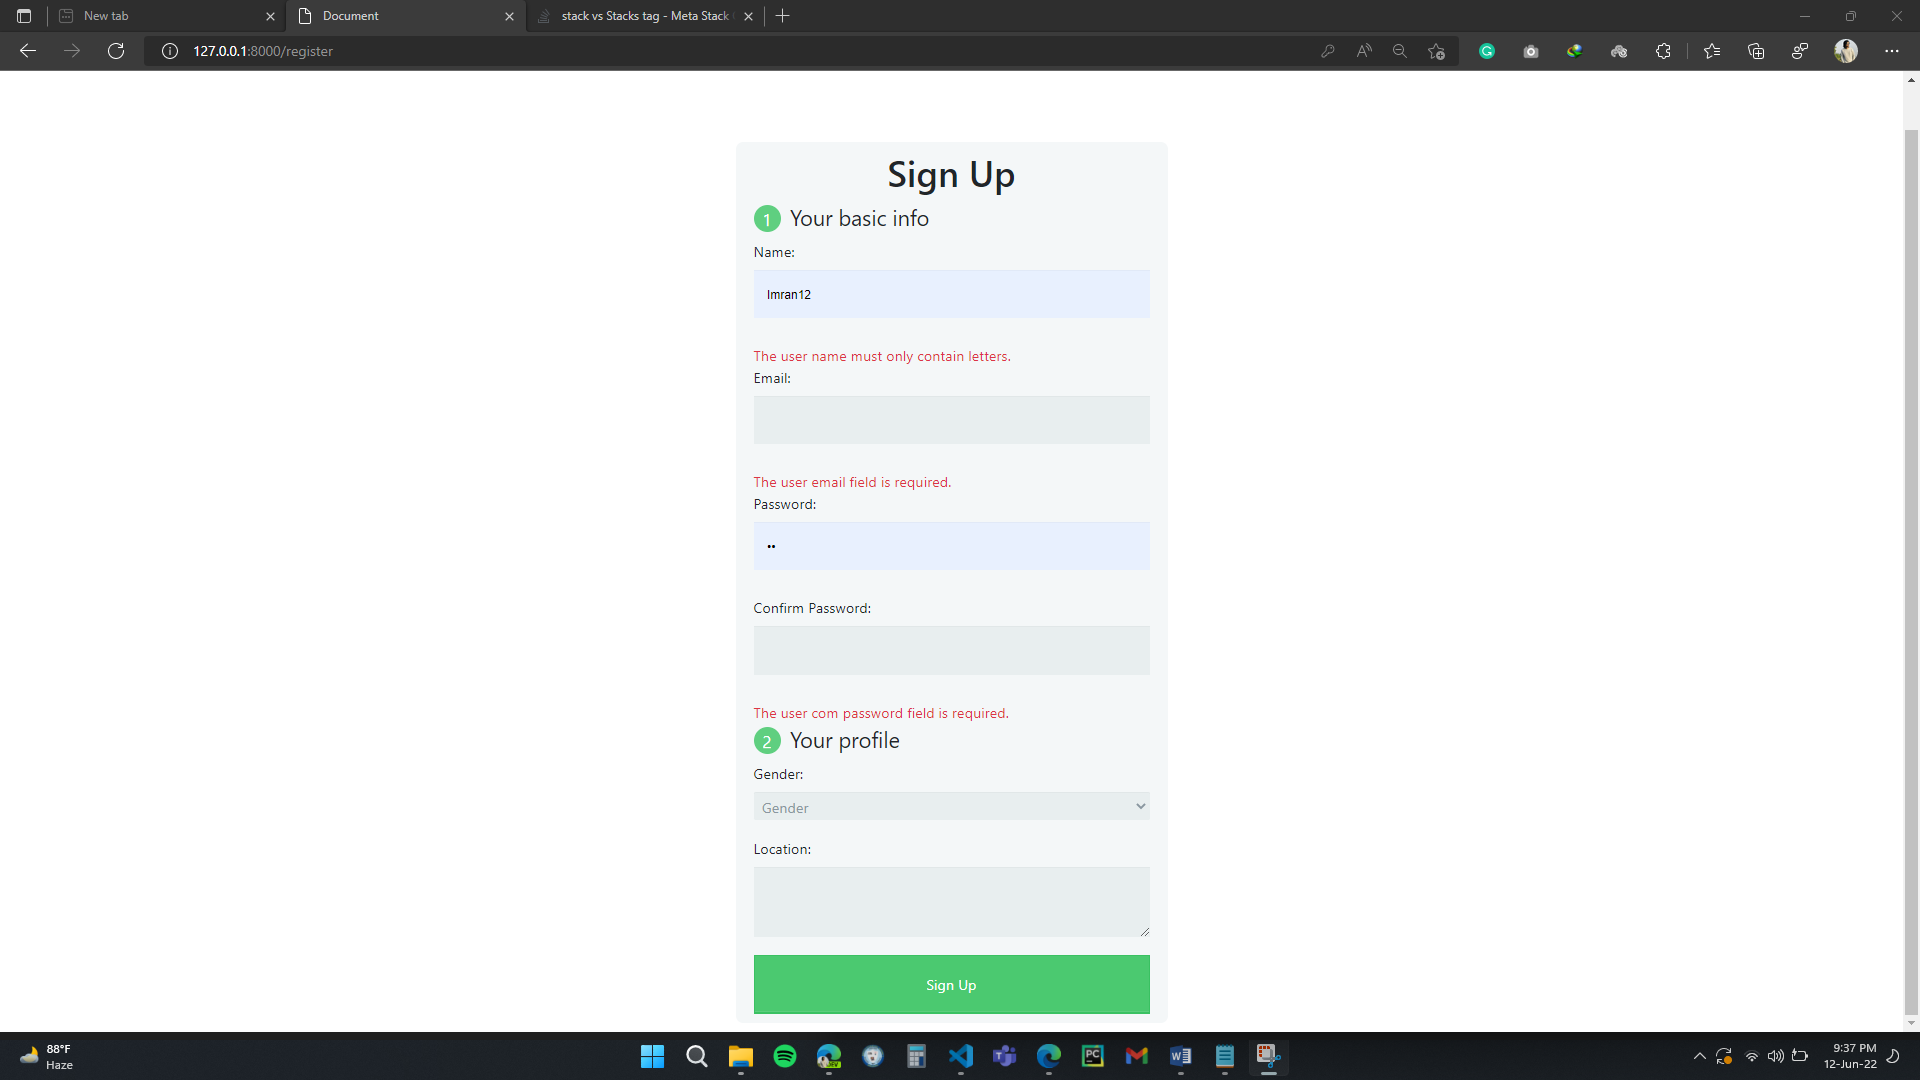 New tab
Document
stack vs Stacks tag - Meta Stack
127.0.0.1:8000/register
Sign Up
1 Your basic info
Name:
Imran12
The user name must only contain letters.
Email:
The user email field is required.
Password:
Confirm Password:
The user com password field is required.
2 Your profile
Gender:
Gender
Location:
Sign Up
88°F
Haze
9:37 PM
12-Jun-22